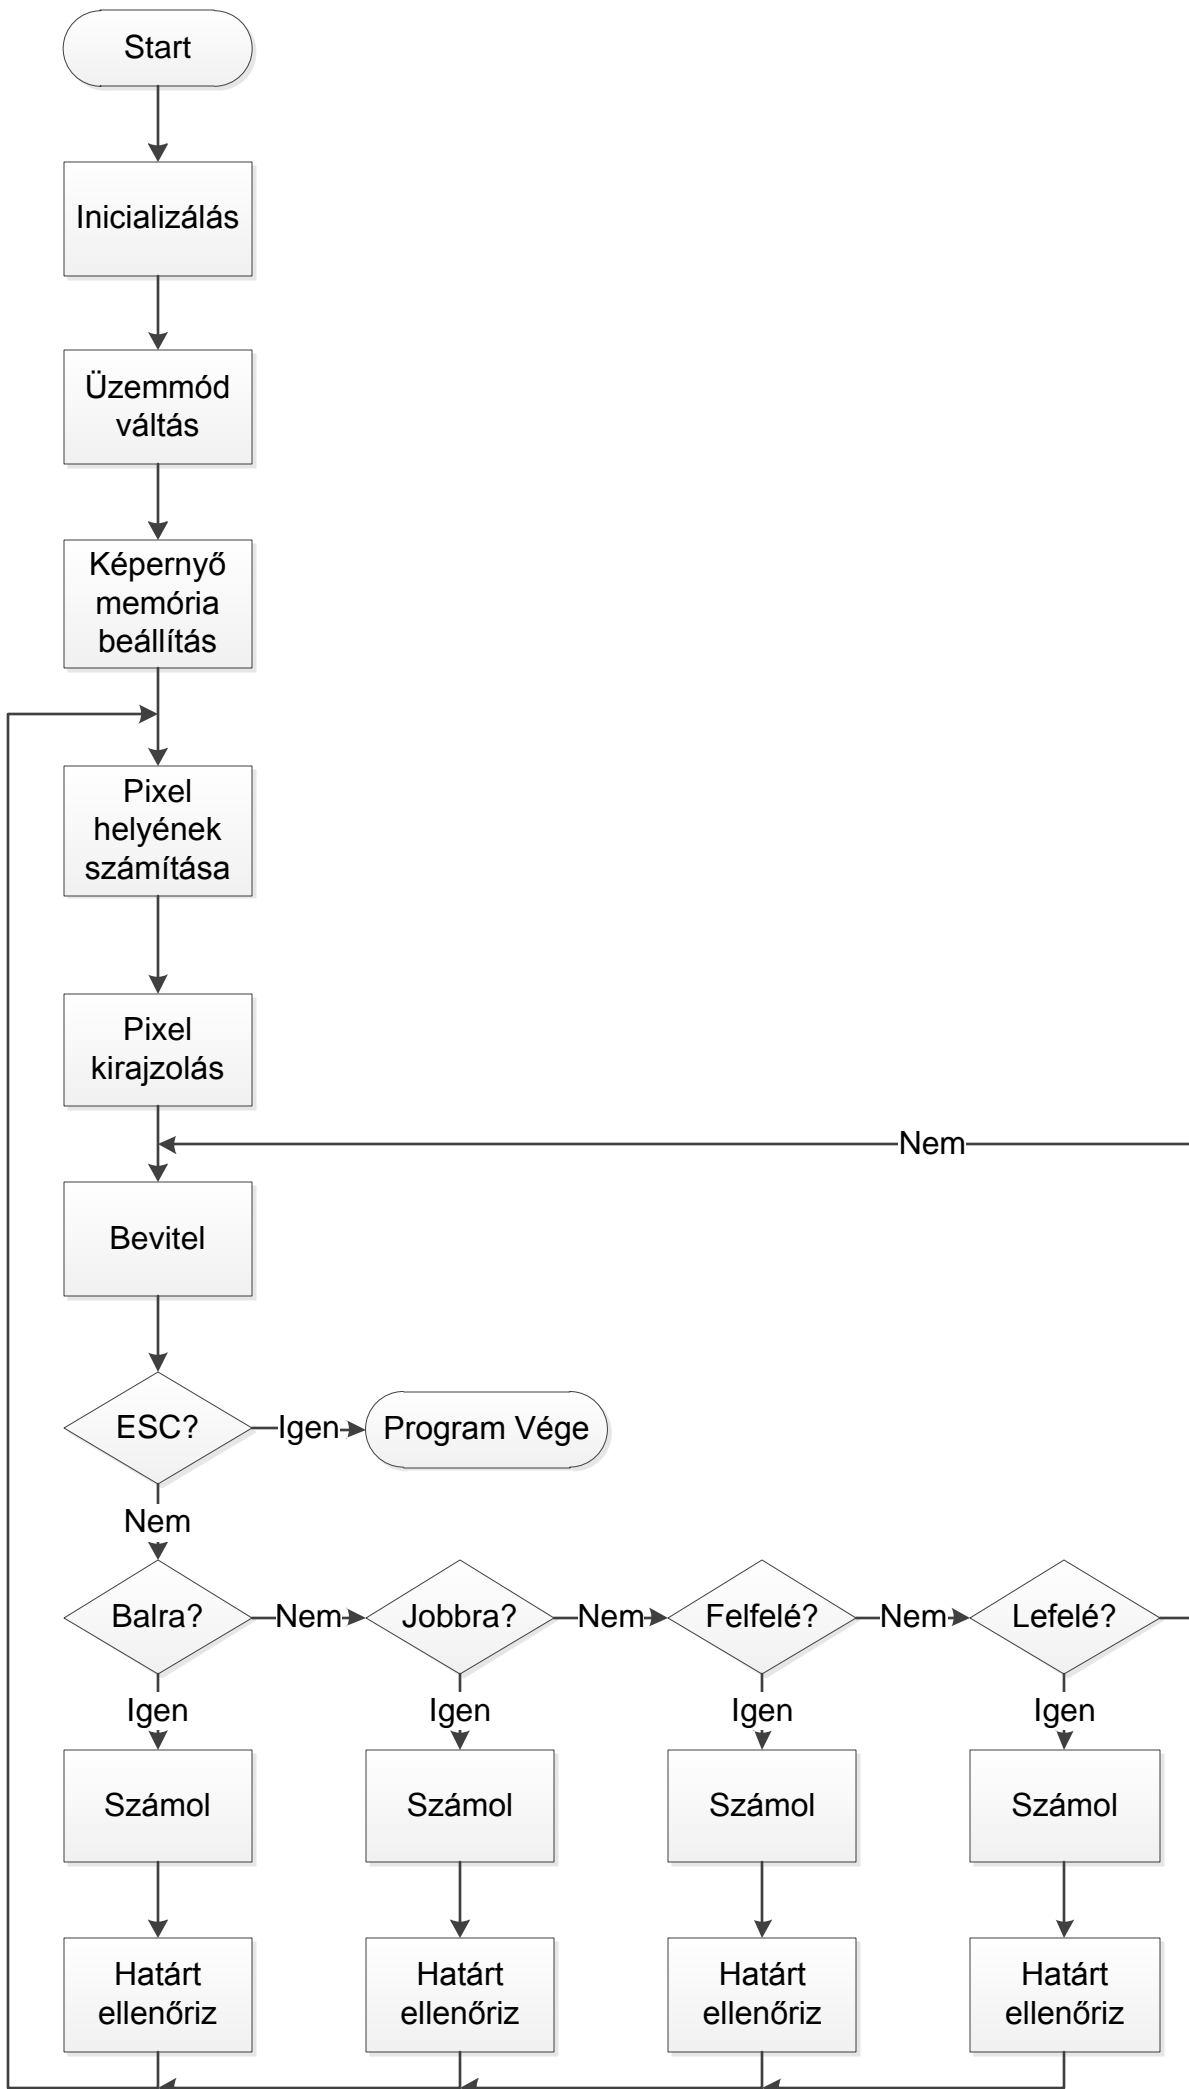 Start
Inicializálás
Üzemmód
váltás
Képernyő
memória
beállítás
Pixel
helyének
számítása
Pixel
kirajzolás
Nem
Bevitel
ESC?
Igen
Program Vége
Nem
Balra?
Nem
Jobbra?
Nem
Felfelé?
Nem
Lefelé?
Igen
Igen
Igen
Igen
Számol
Számol
Számol
Számol
Határt
ellenőriz
Határt
ellenőriz
Határt
ellenőriz
Határt
ellenőriz